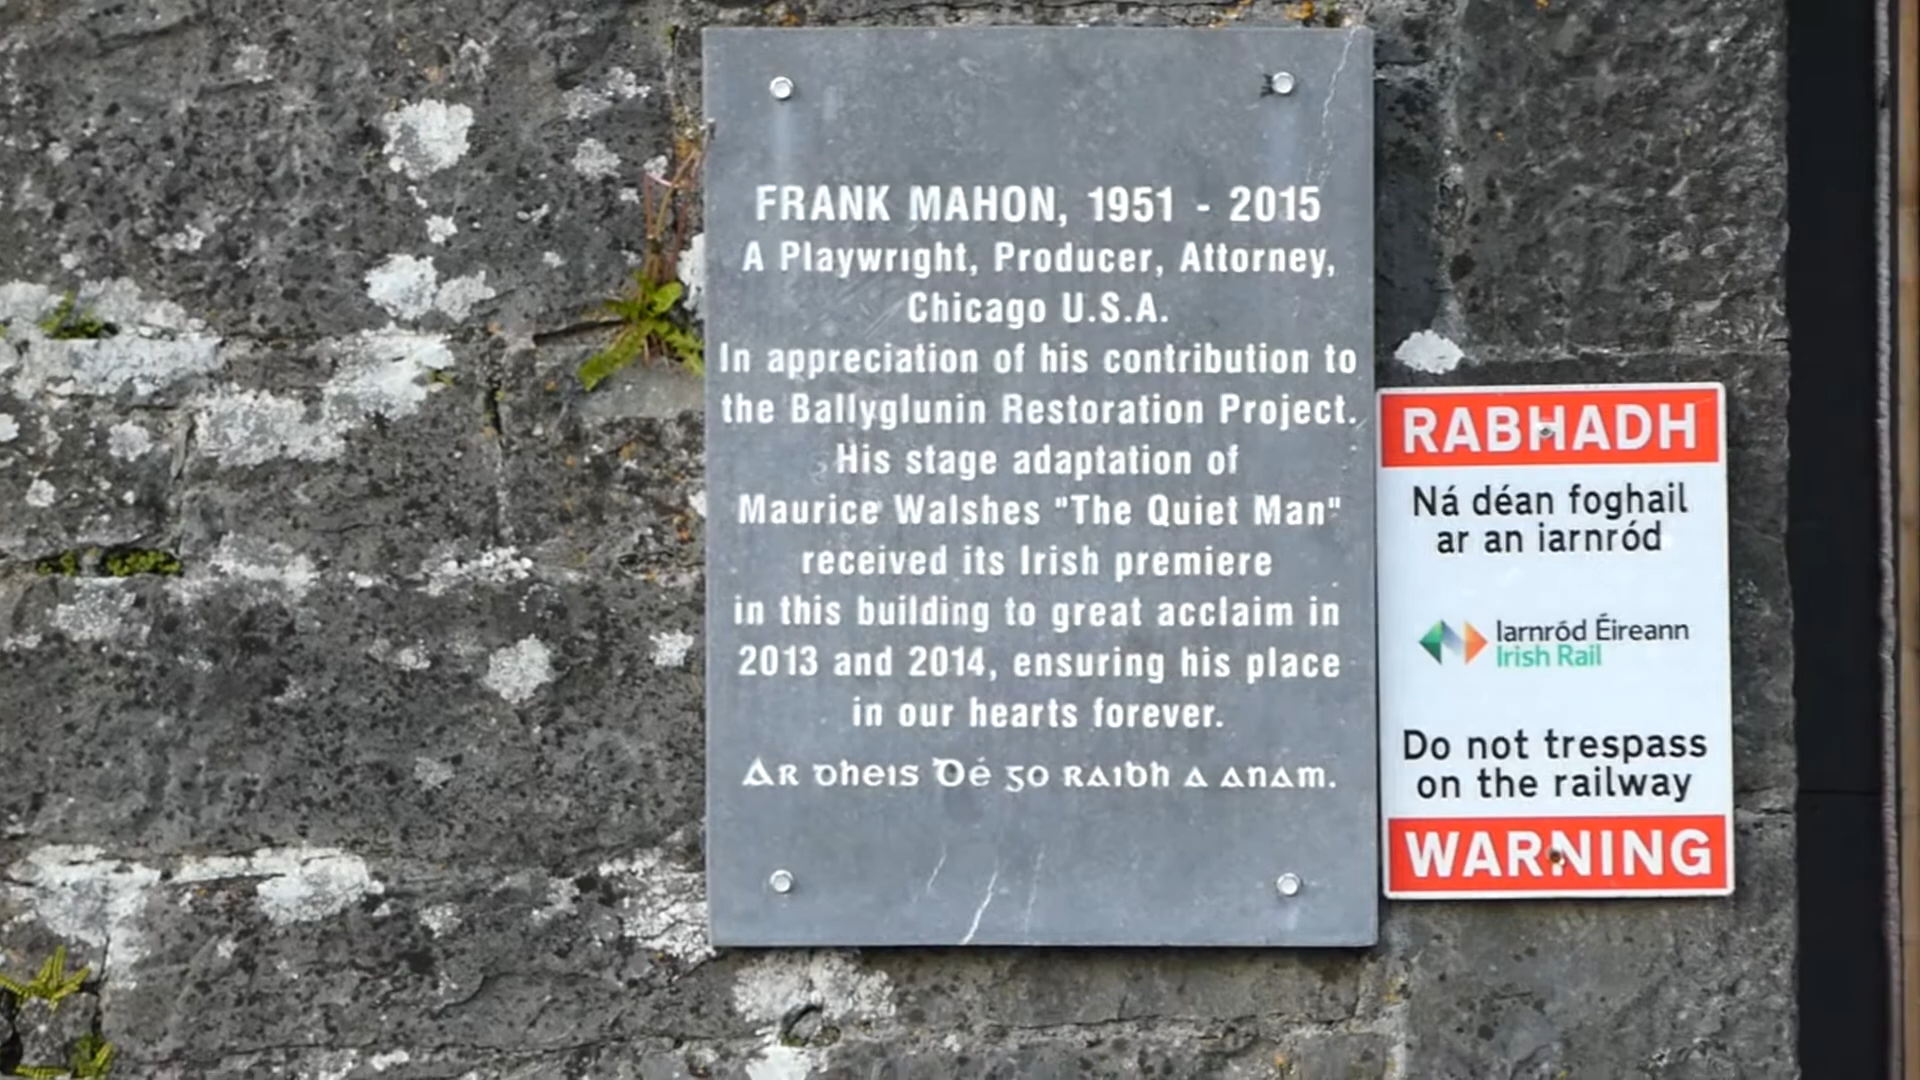 FRANK MAHON, 1951 - 2015
A Playwright, Producer, Attorney,
Chicago U.S.A.
In appreciation of his contribution to
the Ballyglunin Restoration Project.
His stage adaptation of
Maurice Walshes "The Quiet Man"
received its Irish premiere
in this building to great acclaim in
2013 and 2014, ensuring his place
in our hearts forever.
Ar dheis Dé go raibh a anam.
RABHADH
Ná déan foghail
ar an iarnród
Iarnród Éireann
Irish Rail
Do not trespass
on the railway
WARNING